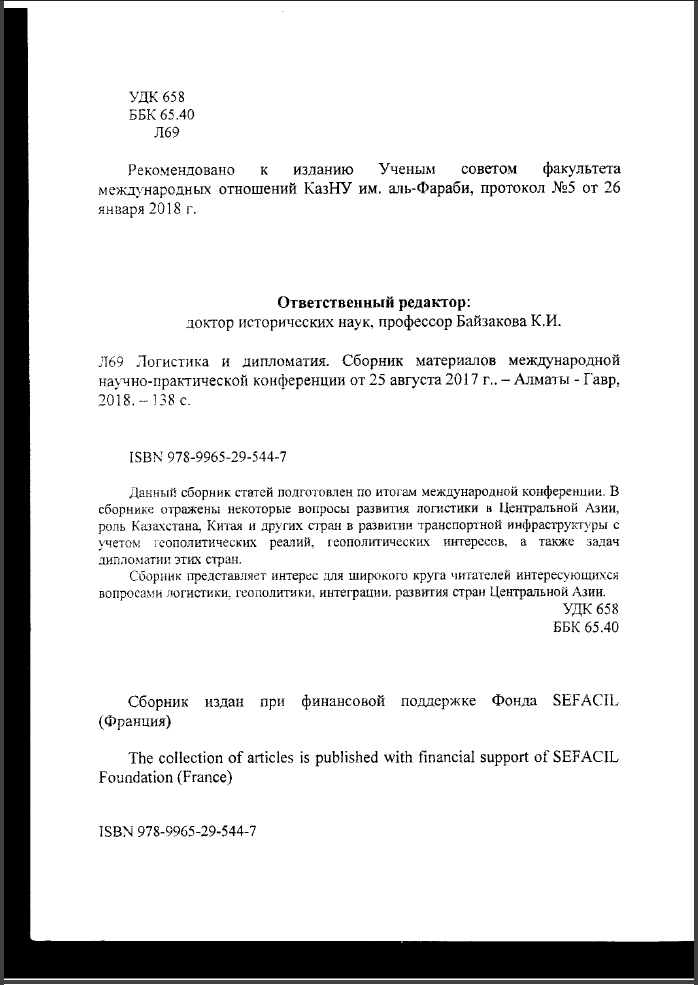 УДК 658
ББК 65.40
Л69
Рекомендовано к изданию Ученым советом факультета
международных отношений КазНУ им. аль-Фараби, протокол №5 от 26
января 2018 г.
Ответственный редактор:
доктор исторических наук, профессор Байзакова К.И.
Л69 Логистика и дипломатия. Сборник материалов международной
научно-практической конференции от 25 августа 2017 г.. – Алматы - Гавр,
2018. – 138 с.
ISBN 978-9965-29-544-7
Данный сборник статей подготовлен по итогам международной конференции. В
сборнике отражены некоторые вопросы развития логистики в Центральной Азии,
роль Казахстана, Китая и других стран в развитии транспортной инфраструктуры с
учетом геополитических реалий, геополитических интересов, а также задач
дипломатии этих стран.
Сборник представляет интерес для широкого круга читателей интересующихся
вопросами логистики, геополитики, интеграции, развития стран Центральной Азии.
УДК 658
ББК 65.40
Сборник издан при финансовой поддержке Фонда SEFACIL
(Франция)
The collection of articles is published with financial support of SEFACIL
Foundation (France)
ISBN 978-9965-29-544-7